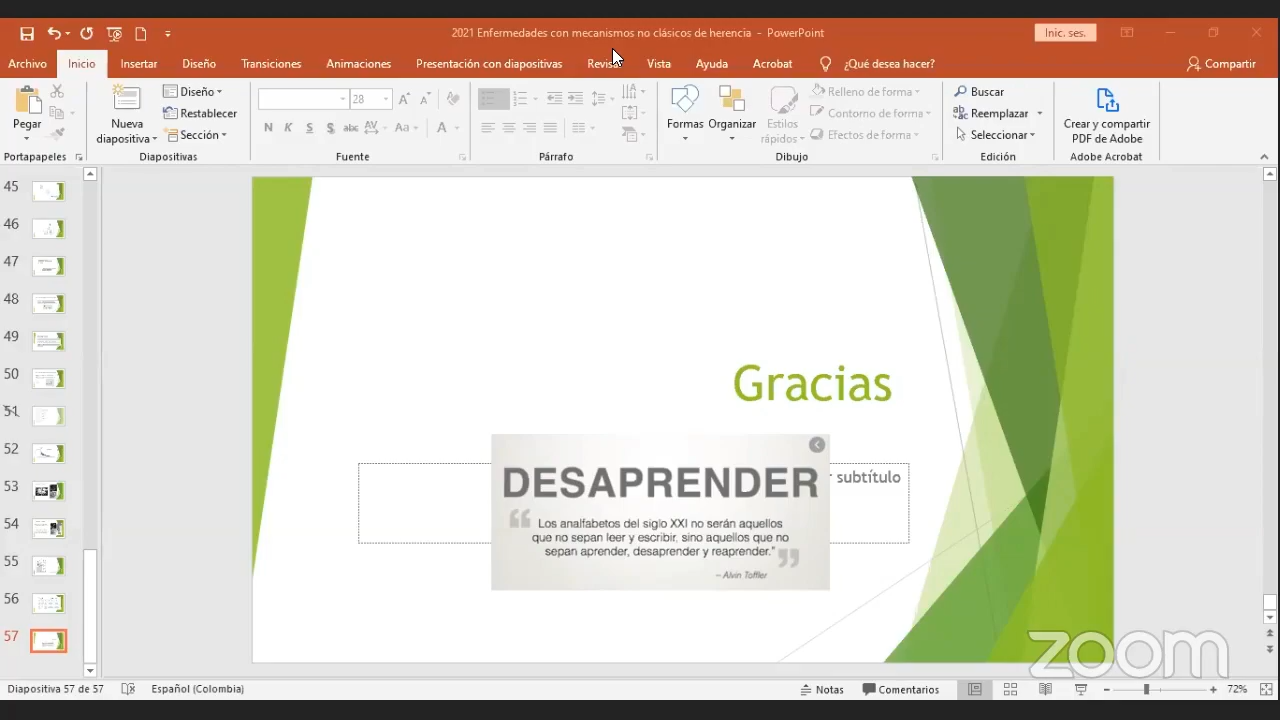 2021 Enfermedades con mecanismos no clásicos de herencia - PowerPoint
Inic. ses.
Archivo Inicio Insertar Diseño Transiciones Animaciones Presentación con diapositivas Vista Ayuda Acrobat ¿Qué desea hacer? Compartir
Pegar
Portapapeles
Nueva diapositiva
Diseño
Restablecer
Sección
Diapositivas
28
N K S S abc AV Aa A
Fuente
Párrafo
Formas
Organizar
Estilos rápidos
Relleno de forma
Contorno de forma
Efectos de forma
Dibujo
Buscar
Reemplazar
Seleccionar
Edición
Crear y compartir
PDF de Adobe
Adobe Acrobat
45
46
47
48
49
50
51
52
53
54
55
56
57
Gracias
subtítulo
DESAPRENDER
“ Los analfabetos del siglo XXI no serán aquellos
que no sepan leer y escribir, sino aquellos que no
sepan aprender, desaprender y reaprender.”
– Alvin Toffler
zoom
Diapositiva 57 de 57 Español (Colombia) Notas Comentarios 72%